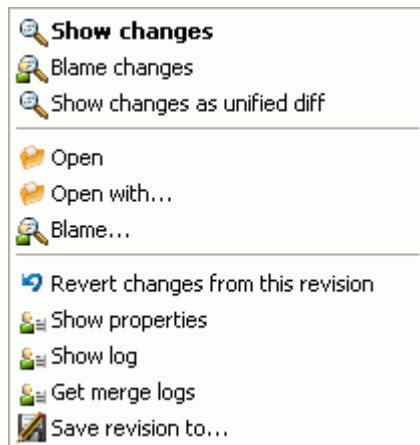 Show changes
Blame changes
Show changes as unified diff
Open
Open with...
Blame...
Revert changes from this revision
Show properties
Show log
Get merge logs
Save revision to...